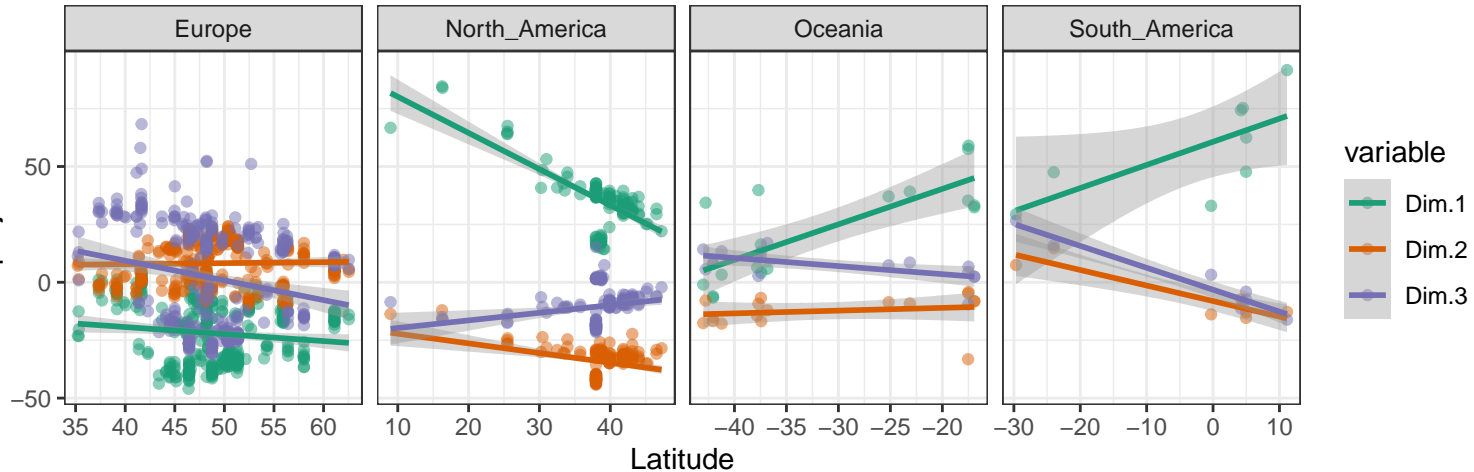 Europe
North_America
Oceania
South_America
50
0
−50
35 40 45 50 55 60
10 20 30 40
−40 −35 −30 −25 −20
−30 −20 −10 0 10
Latitude
variable
Dim.1
Dim.2
Dim.3